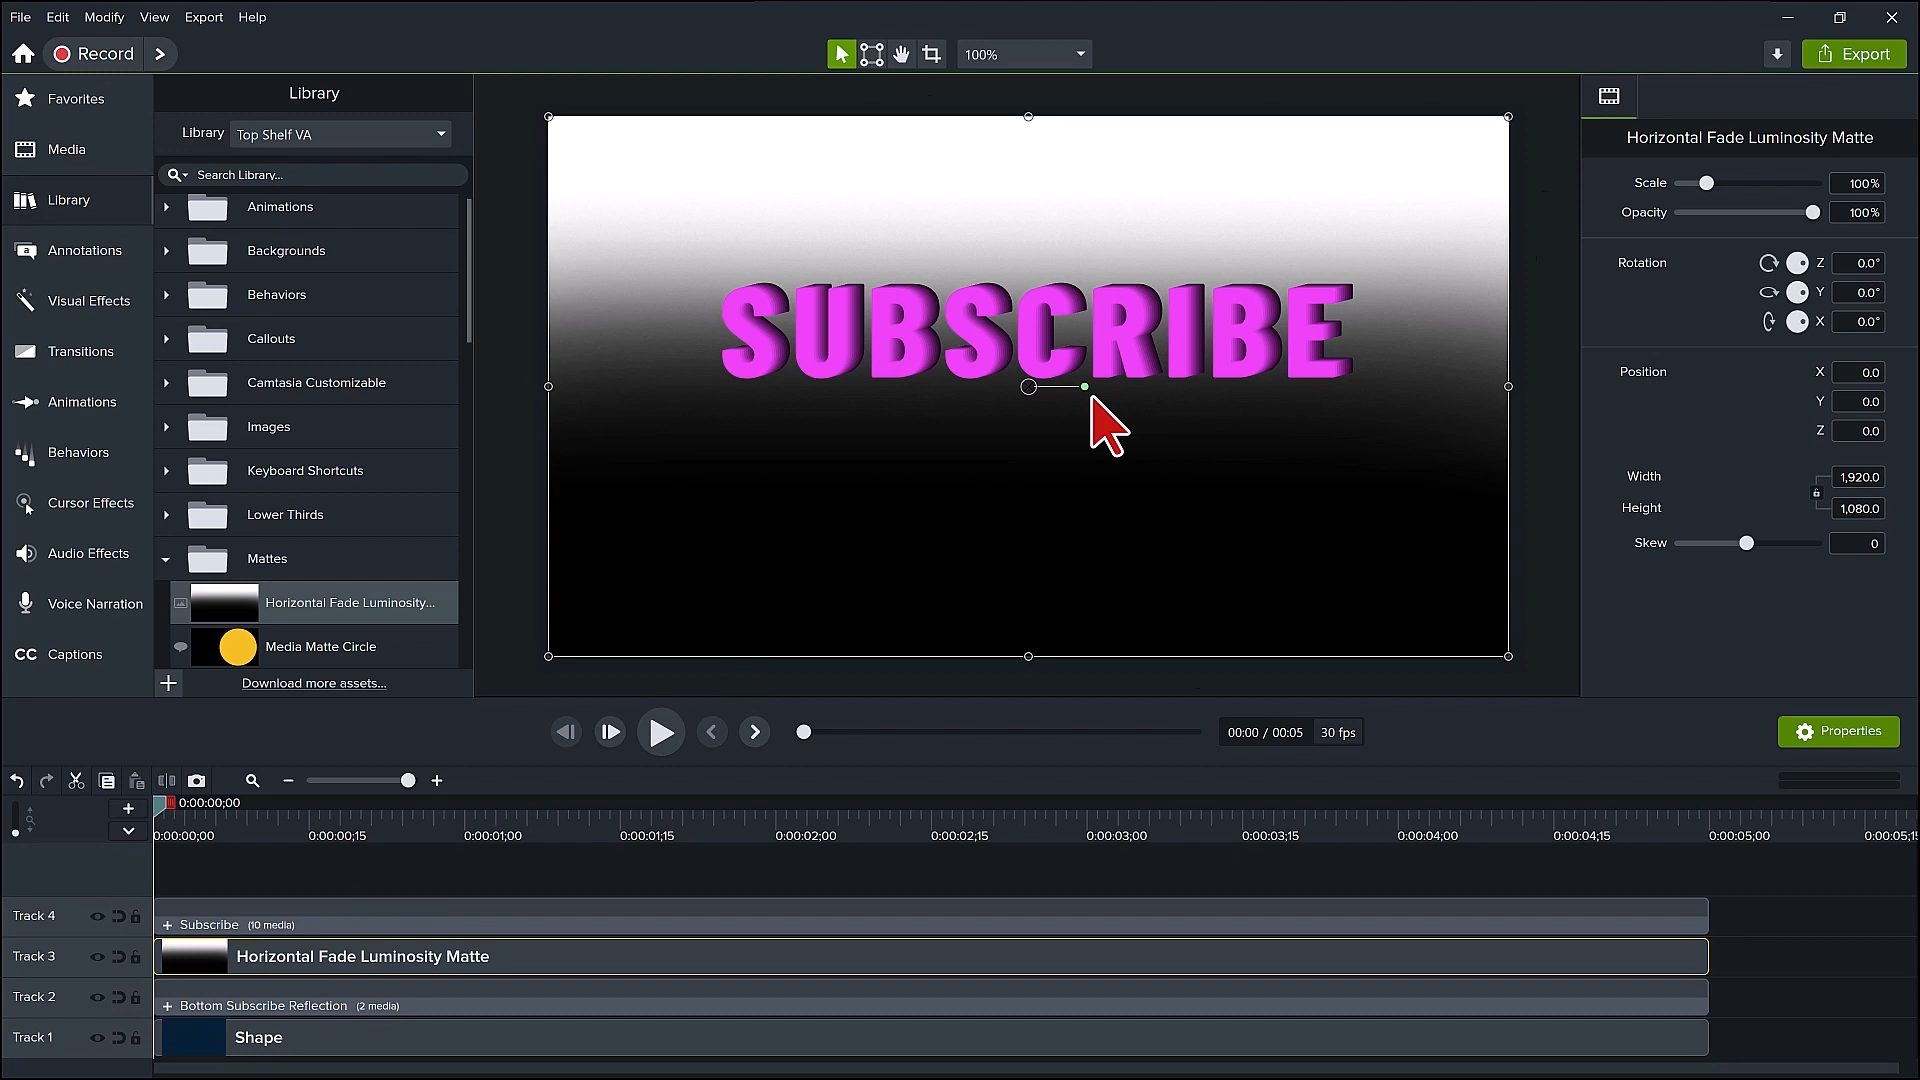 File Edit Modify View Export Help
Record 100% Export
Favorites
Media
Library
Annotations
Visual Effects
Transitions
Animations
Behaviors
Cursor Effects
Audio Effects
Voice Narration
CC Captions
Library
Library Top Shelf VA
Search Library...
Animations
Backgrounds
Behaviors
Callouts
Camtasia Customizable
Images
Keyboard Shortcuts
Lower Thirds
Mattes
Horizontal Fade Luminosity...
Media Matte Circle
Download more assets...
SUBSCRIBE
Horizontal Fade Luminosity Matte
Scale 100%
Opacity 100%
Rotation Z 0.0°
Y 0.0°
X 0.0°
Position X 0.0
Y 0.0
Z 0.0
Width 1,920.0
Height 1,080.0
Skew 0
00:00 / 00:05 30 fps
Properties
0:00:00;00
0:00:00;00 0:00:00;15 0:00:01;00 0:00:01;15 0:00:02;00 0:00:02;15 0:00:03;00 0:00:03;15 0:00:04;00 0:00:04;15 0:00:05;00 0:00:05;15
Track 4 + Subscribe (10 media)
Track 3 Horizontal Fade Luminosity Matte
Track 2 + Bottom Subscribe Reflection (2 media)
Track 1 Shape